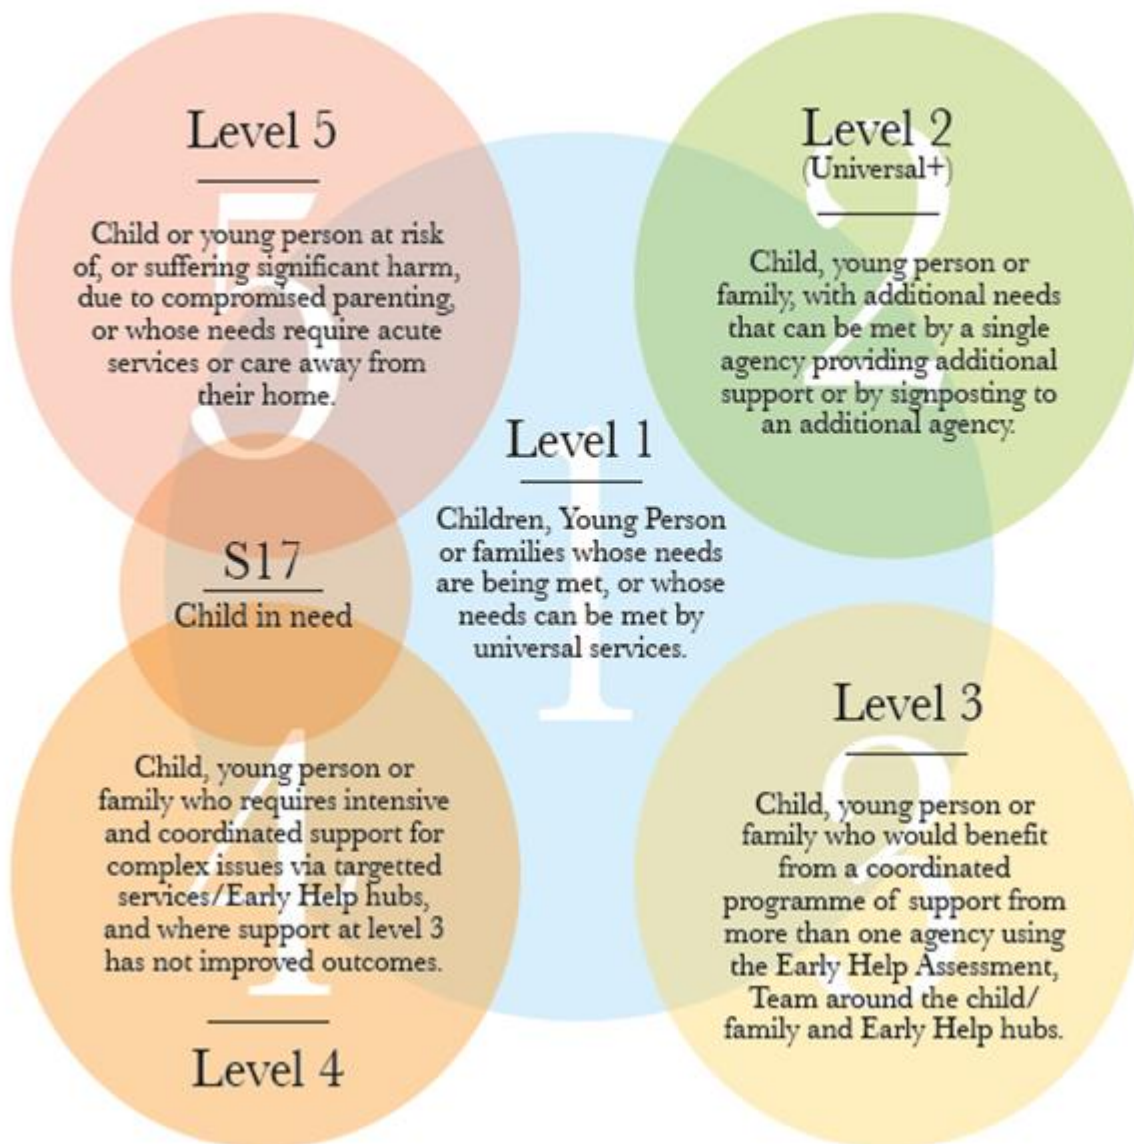 Level 5
Child or young person at risk
of, or suffering significant harm,
due to compromised parenting,
or whose needs require acute
services or care away from
their home.
5
Level 2
(Universal+)
Child, young person or
family, with additional needs
that can be met by a single
agency providing additional
support or by signposting to
an additional agency.
2
Level 1
Children, Young Person
or families whose needs
are being met, or whose
needs can be met by
universal services.
1
S17
Child in need
Child, young person or
family who requires intensive
and coordinated support for
complex issues via targetted
services/Early Help hubs,
and where support at level 3
has not improved outcomes.
4
Level 4
Level 3
Child, young person or
family who would benefit
from a coordinated
programme of support from
more than one agency using
the Early Help Assessment,
Team around the child/
family and Early Help hubs.
3